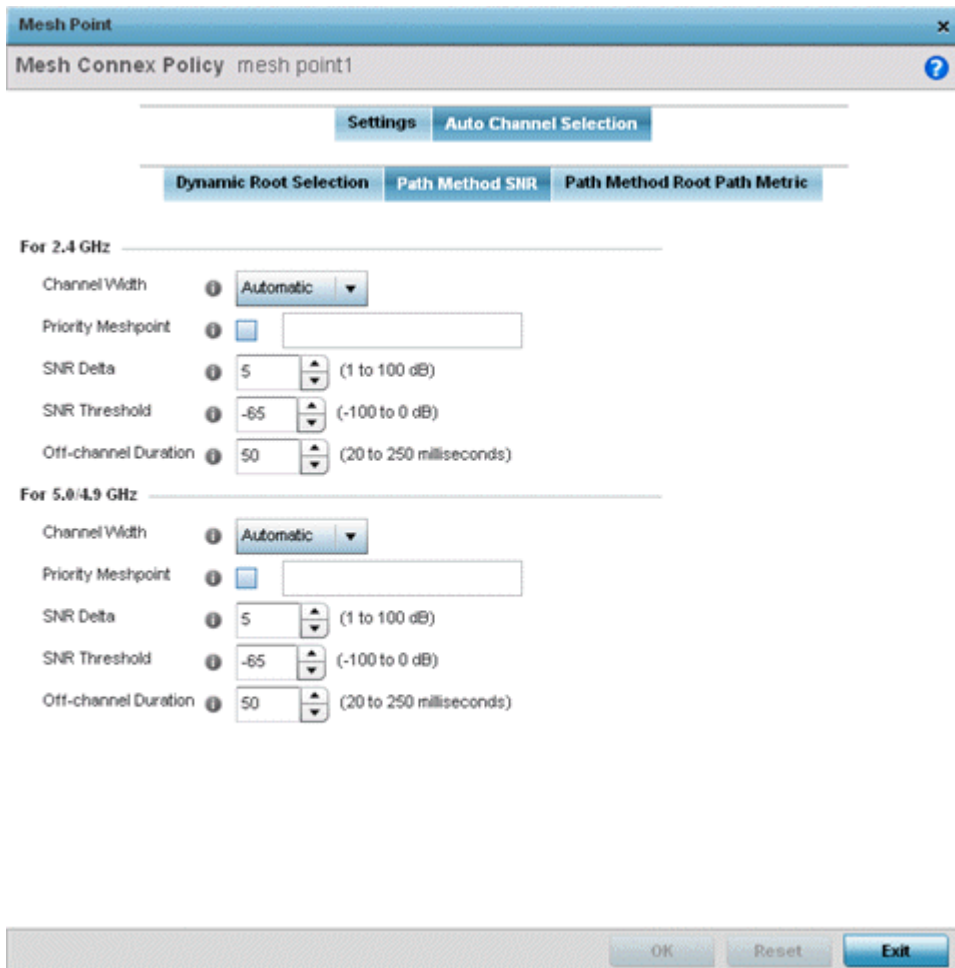 Mesh Point
Mesh Connex Policy mesh point1
Settings Auto Channel Selection
Dynamic Root Selection Path Method SNR Path Method Root Path Metric
For 2.4 GHz
Channel Width Automatic
Priority Meshpoint
SNR Delta 5 (1 to 100 dB)
SNR Threshold -65 (-100 to 0 dB)
Off-channel Duration 50 (20 to 250 milliseconds)
For 5.0/4.9 GHz
Channel Width Automatic
Priority Meshpoint
SNR Delta 5 (1 to 100 dB)
SNR Threshold -65 (-100 to 0 dB)
Off-channel Duration 50 (20 to 250 milliseconds)
OK Reset Exit